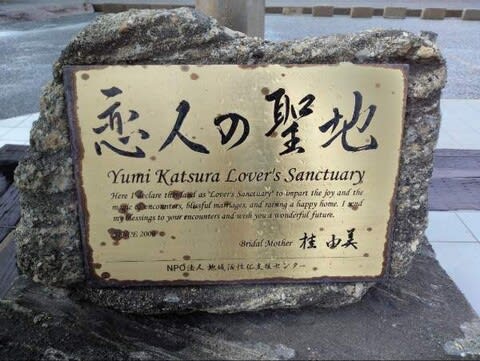 恋人の聖地
Yumi Katsura Lover's Sanctuary
Here I declare this land as "Lover's Sanctuary" to impart the joy and the
magic of encounters, blissful marriages, and raising a happy home. I send
my blessings to your encounters and wish you a wonderful future.
SINCE 2006
Bridal Mother 桂 由美
NPO法人 地域活性化支援センター